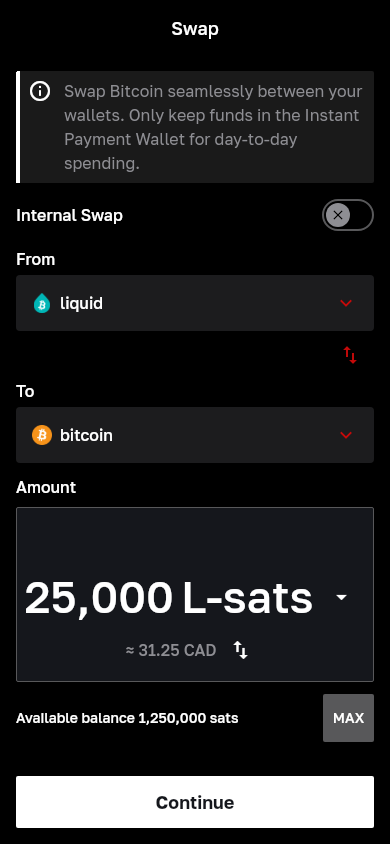 Swap
Swap Bitcoin seamlessly between your
wallets. Only keep funds in the Instant
Payment Wallet for day-to-day
spending.
Internal Swap
From
liquid
To
bitcoin
Amount
25,000 L-sats
≈ 31.25 CAD
Available balance 1,250,000 sats
MAX
Continue